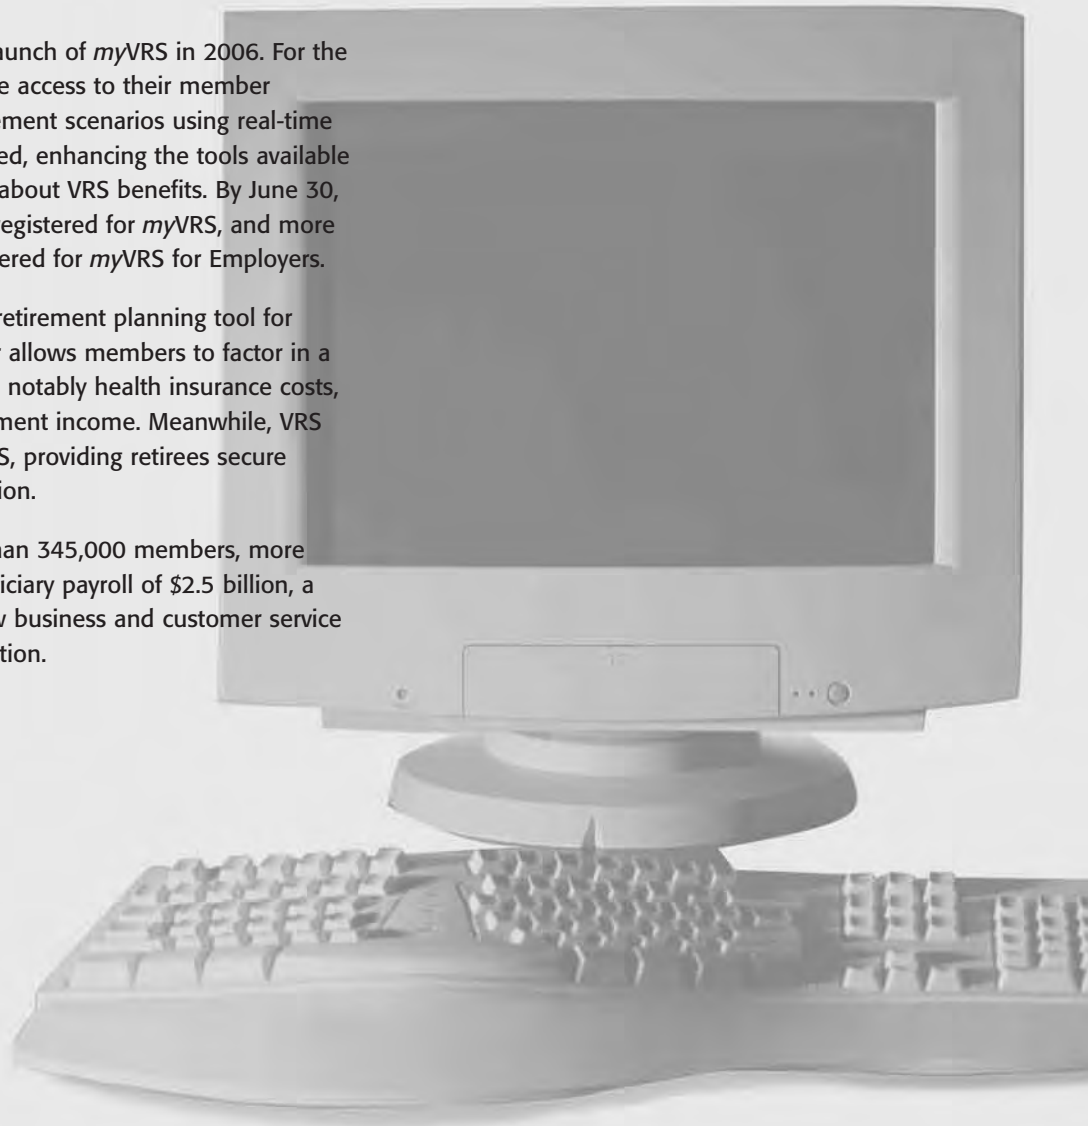 unch of myVRS in 2006. For the
e access to their member
ement scenarios using real-time
ed, enhancing the tools available
about VRS benefits. By June 30,
registered for myVRS, and more
ered for myVRS for Employers.
retirement planning tool for
allows members to factor in a
notably health insurance costs,
ment income. Meanwhile, VRS
S, providing retirees secure
ion.
an 345,000 members, more
iciary payroll of $2.5 billion, a
business and customer service
tion.